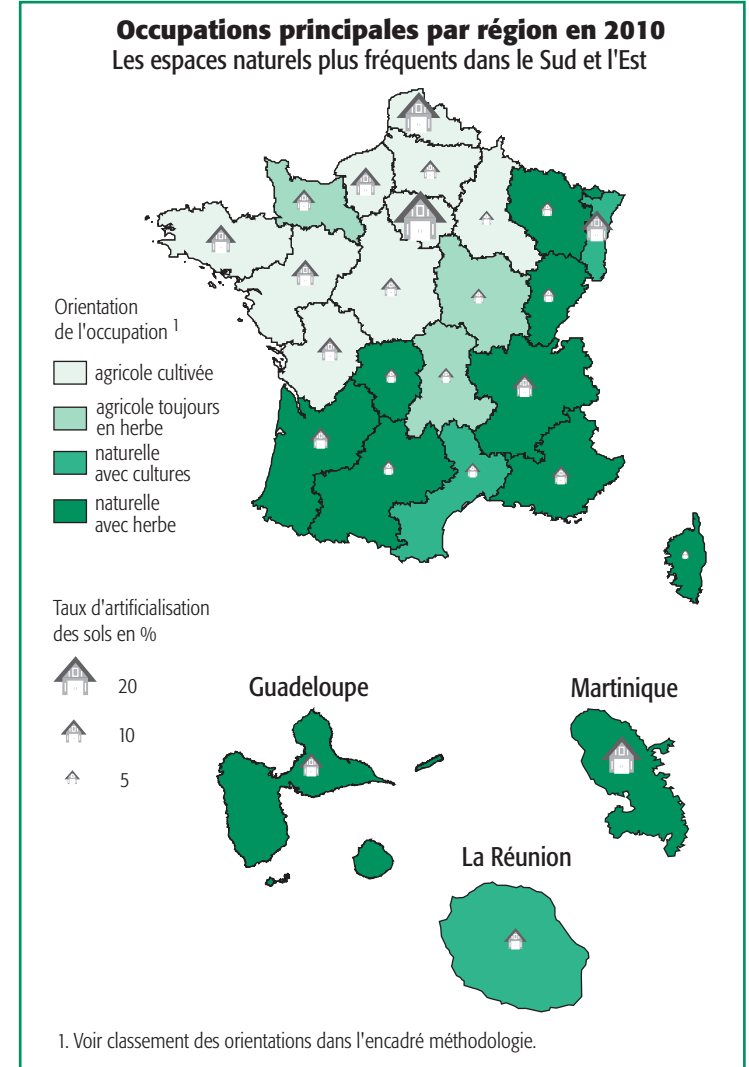 Occupations principales par région en 2010
Les espaces naturels plus fréquents dans le Sud et l'Est
Orientation
de l'occupation 1
agricole cultivée
agricole toujours
en herbe
naturelle
avec cultures
naturelle
avec herbe
Taux d'artificialisation
des sols en %
20
10
5
Guadeloupe
Martinique
La Réunion
1. Voir classement des orientations dans l'encadré méthodologie.